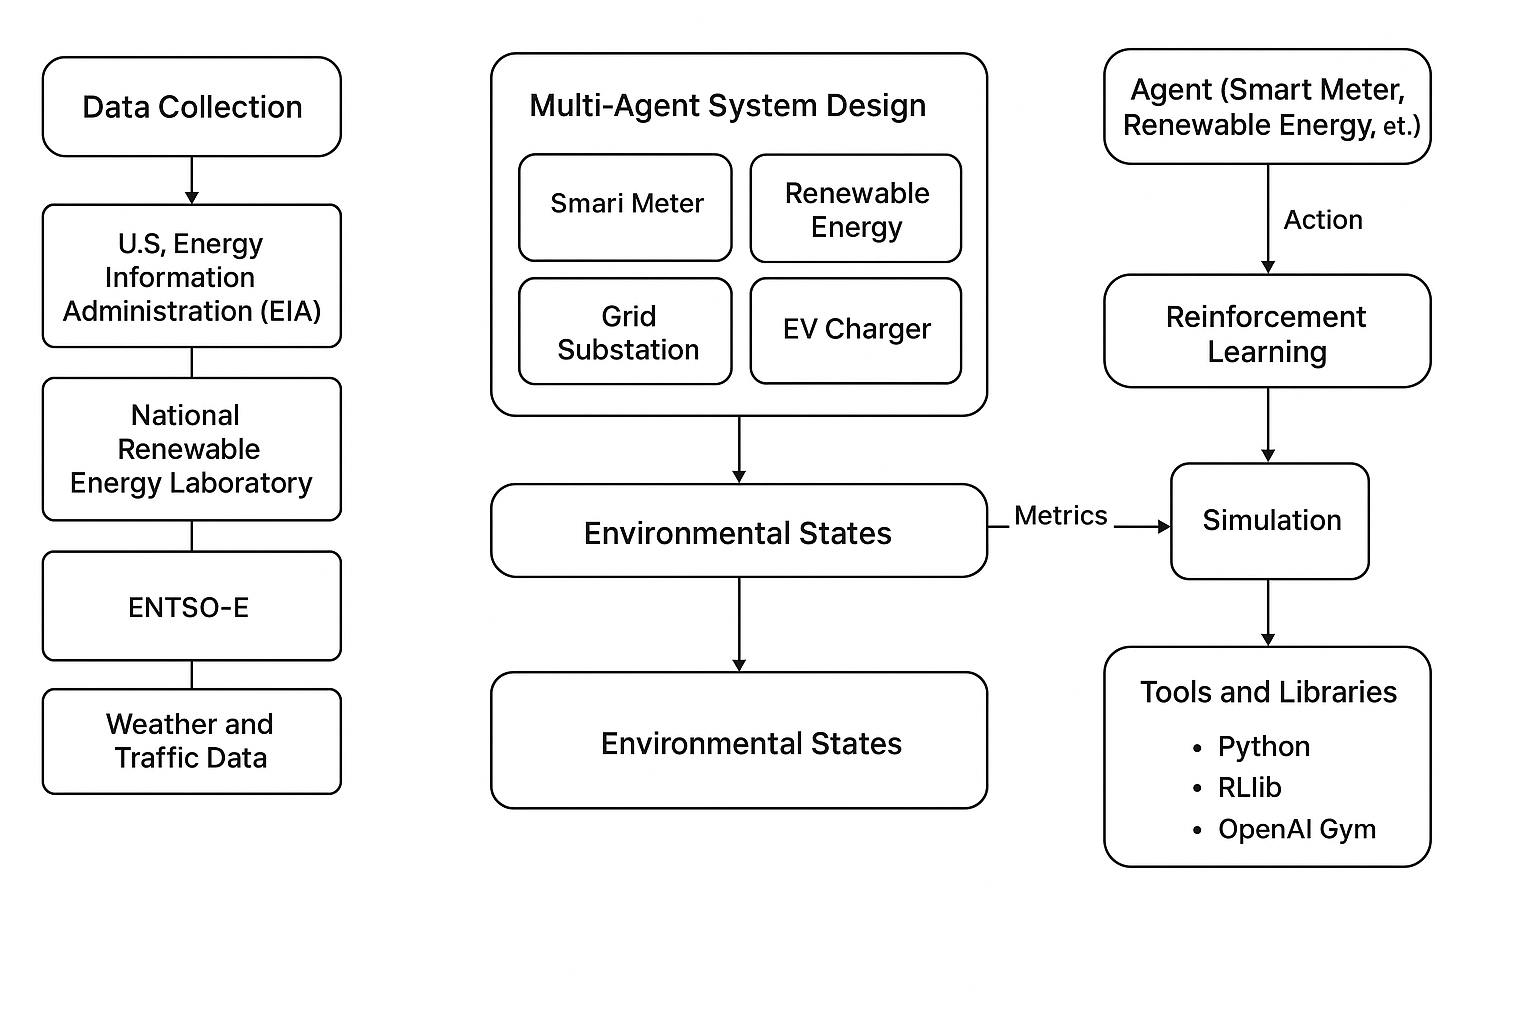 Data Collection
U.S, Energy
Information
Administration (EIA)
National
Renewable
Energy Laboratory
ENTSO-E
Weather and
Traffic Data
Multi-Agent System Design
Smari Meter
Renewable
Energy
Grid
Substation
EV Charger
Environmental States
Metrics
Environmental States
Agent (Smart Meter,
Renewable Energy, et.)
Action
Reinforcement
Learning
Simulation
Tools and Libraries
• Python
• RLlib
• OpenAI Gym